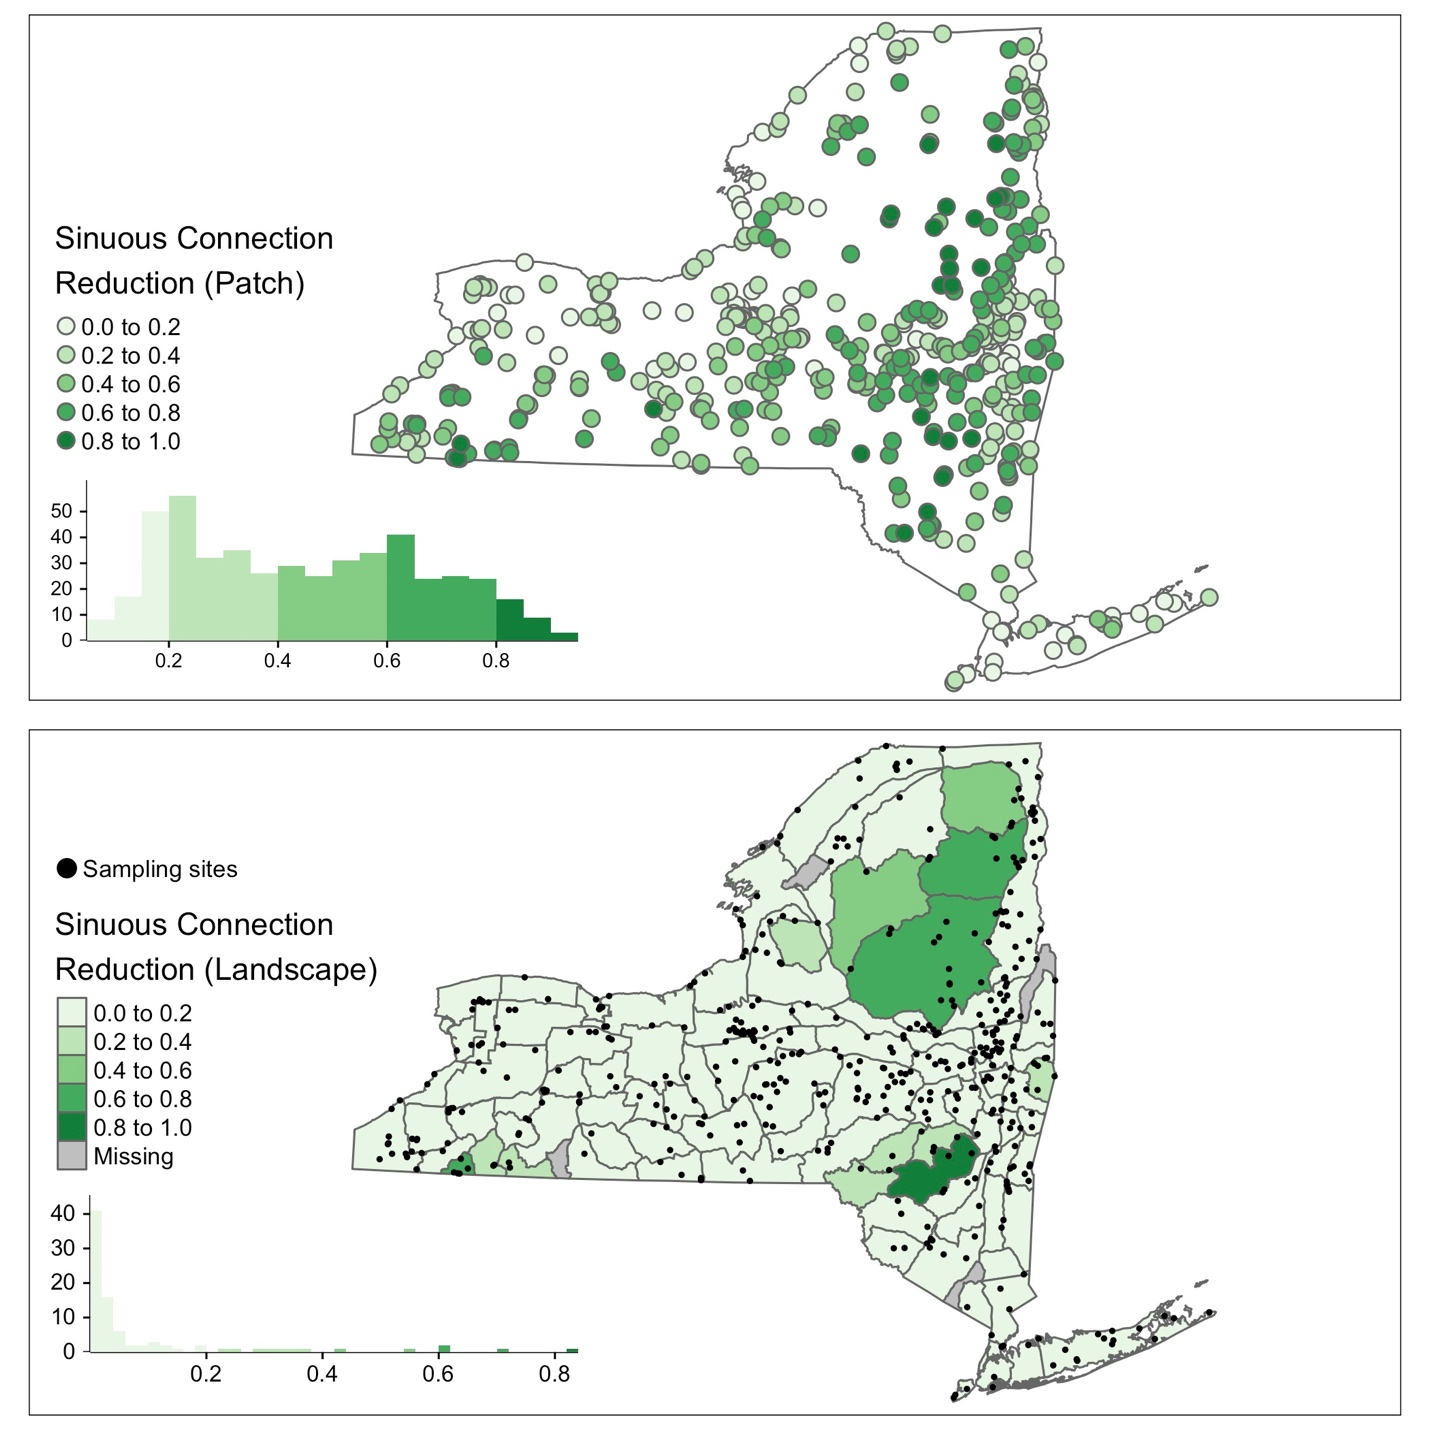 Sinuous Connection
Reduction (Patch)
0.0 to 0.2
0.2 to 0.4
0.4 to 0.6
0.6 to 0.8
0.8 to 1.0
50
40
30
20
10
0
0.2 0.4 0.6 0.8
Sampling sites
Sinuous Connection
Reduction (Landscape)
0.0 to 0.2
0.2 to 0.4
0.4 to 0.6
0.6 to 0.8
0.8 to 1.0
Missing
40
30
20
10
0
0.2 0.4 0.6 0.8